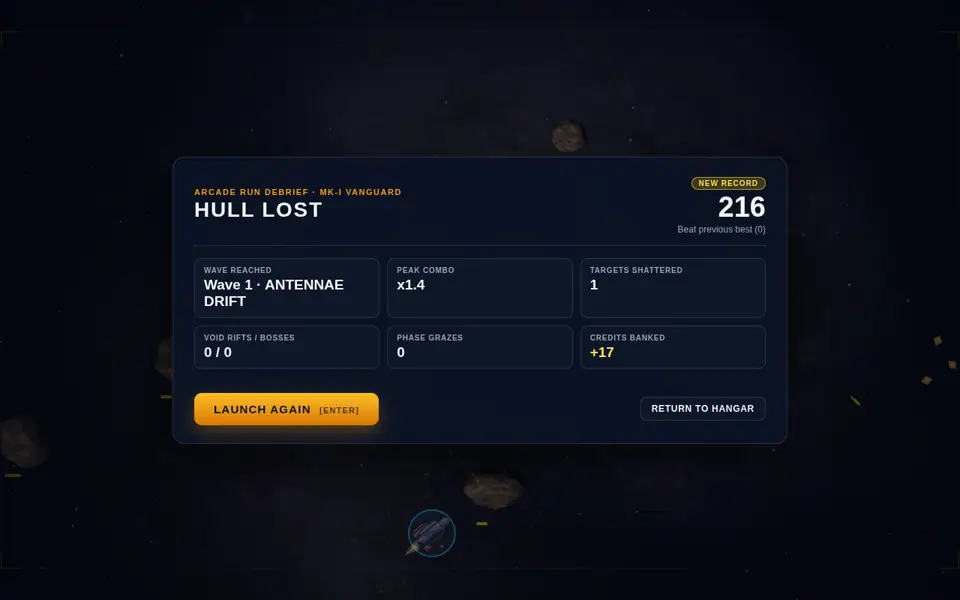 ARCADE RUN DEBRIEF · MK-I VANGUARD
HULL LOST
NEW RECORD
216
Beat previous best (0)
WAVE REACHED
Wave 1 · ANTENNAE
DRIFT
PEAK COMBO
x1.4
TARGETS SHATTERED
1
VOID RIFTS / BOSSES
0 / 0
PHASE GRAZES
0
CREDITS BANKED
+17
LAUNCH AGAIN [ENTER]
RETURN TO HANGAR